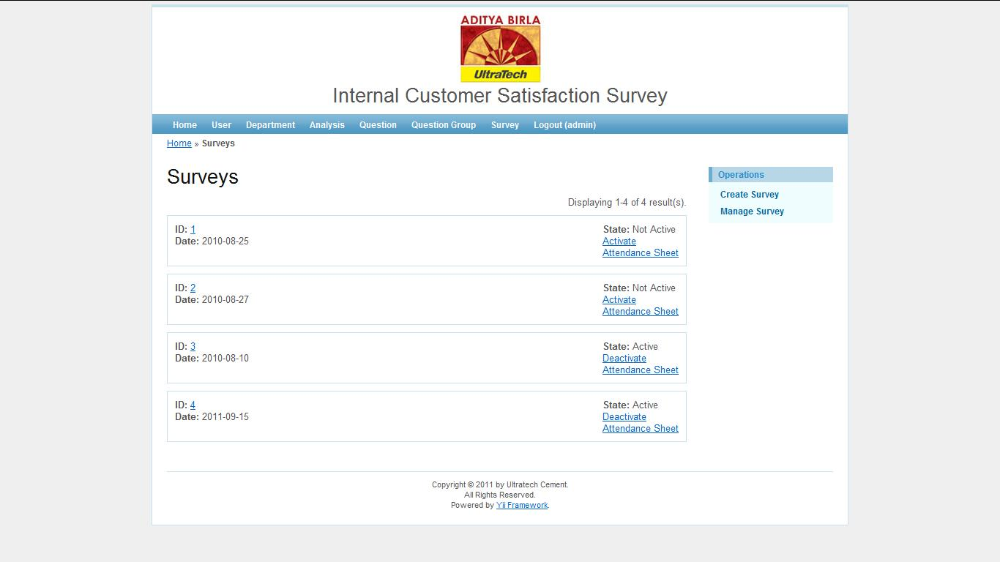 ADITYA BIRLA
UltraTech
Internal Customer Satisfaction Survey
Home User Department Analysis Question Question Group Survey Logout (admin)
Home » Surveys
Surveys
Displaying 1-4 of 4 result(s).
ID: 1
Date: 2010-08-25
State: Not Active
Activate
Attendance Sheet
ID: 2
Date: 2010-08-27
State: Not Active
Activate
Attendance Sheet
ID: 3
Date: 2010-08-10
State: Active
Deactivate
Attendance Sheet
ID: 4
Date: 2011-09-15
State: Active
Deactivate
Attendance Sheet
Operations
Create Survey
Manage Survey
Copyright © 2011 by Ultratech Cement.
All Rights Reserved.
Powered by Yii Framework.